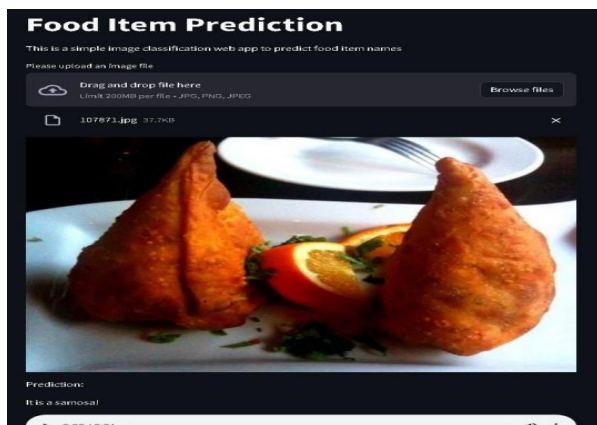 Food Item Prediction
This is a simple image classification web app to predict food item names
Please upload an image file
Drag and drop file here
Limit 200MB per file • JPG, PNG, JPEG
Browse files
107871.jpg 37.7KB
Prediction:
It is a samosa!